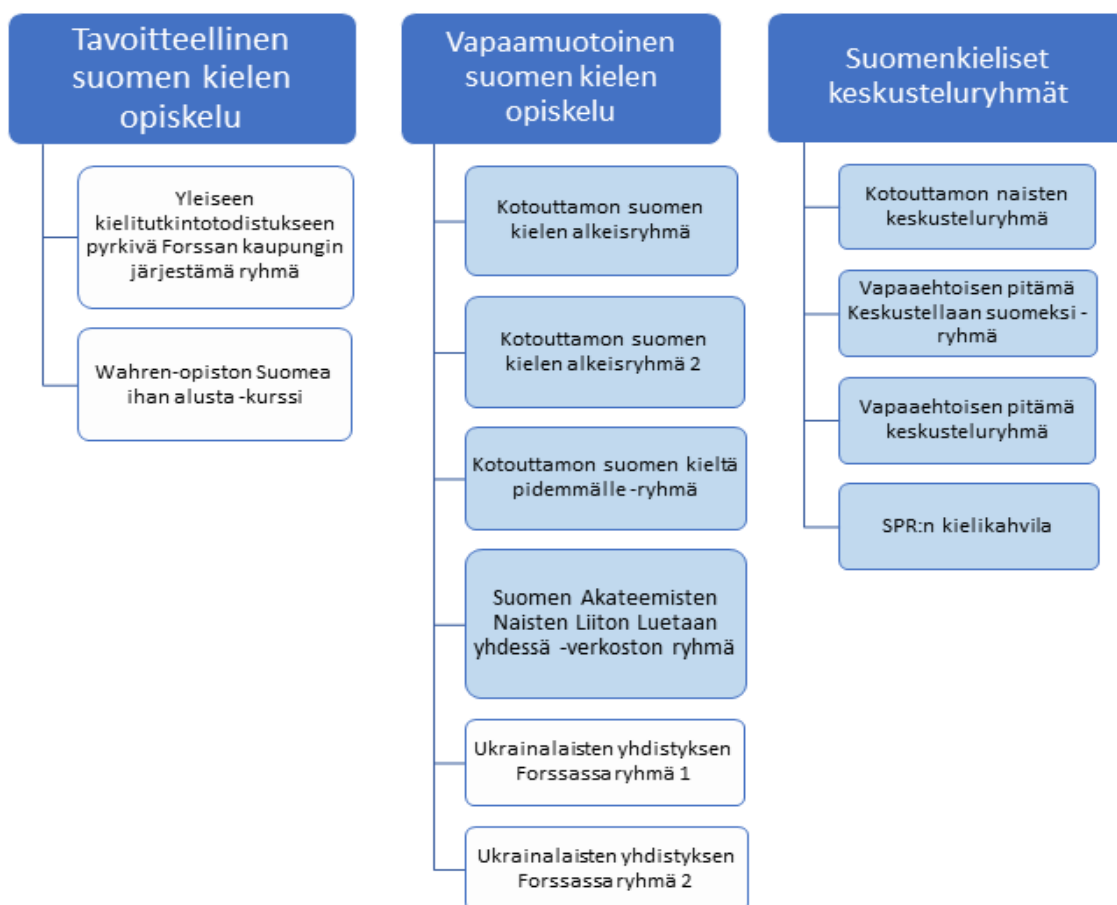 Tavoitteellinen
suomen kielen
opiskelu
Yleiseen
kielitutkintotodistukseen
pyrkivä Forssan kaupungin
järjestämä ryhmä
Wahren-opiston Suomea
ihan alusta -kurssi
Vapaamuotoinen
suomen kielen
opiskelu
Kotouttamon suomen
kielen alkeisryhmä
Kotouttamon suomen
kielen alkeisryhmä 2
Kotouttamon suomen kieltä
pidemmälle -ryhmä
Suomen Akateemisten
Naisten Liiton Luetaan
yhdessä -verkoston ryhmä
Ukrainalaisten yhdistyksen
Forssassa ryhmä 1
Ukrainalaisten yhdistyksen
Forssassa ryhmä 2
Suomenkieliset
keskusteluryhmät
Kotouttamon naisten
keskusteluryhmä
Vapaaehtoisen pitämä
Keskustellaan suomeksi -
ryhmä
Vapaaehtoisen pitämä
keskusteluryhmä
SPR:n kielikahvila